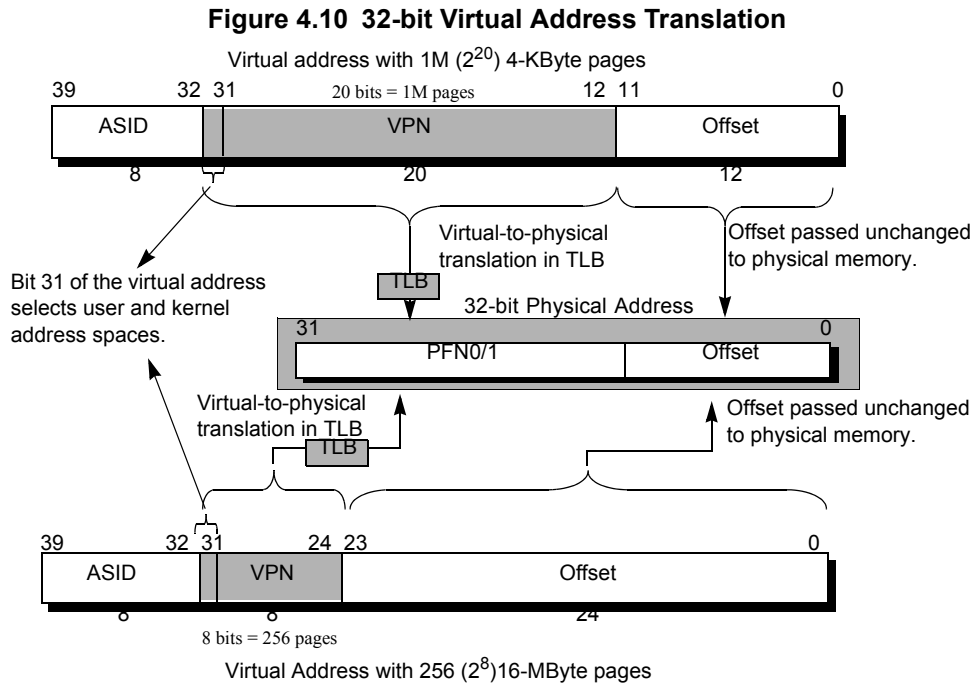 Figure 4.10 32-bit Virtual Address Translation
Virtual address with 1M (2^20) 4-KByte pages
39 32 31 20 bits = 1M pages 12 11 0
ASID VPN Offset
8 20 12
Virtual-to-physical
translation in TLB
Offset passed unchanged
to physical memory.
TLB
Bit 31 of the virtual address
selects user and kernel
address spaces.
32-bit Physical Address
31 0
PFN0/1 Offset
Virtual-to-physical
translation in TLB
TLB
Offset passed unchanged
to physical memory.
39 32 31 24 23 0
ASID VPN Offset
8 8 24
8 bits = 256 pages
Virtual Address with 256 (2^8)16-MByte pages